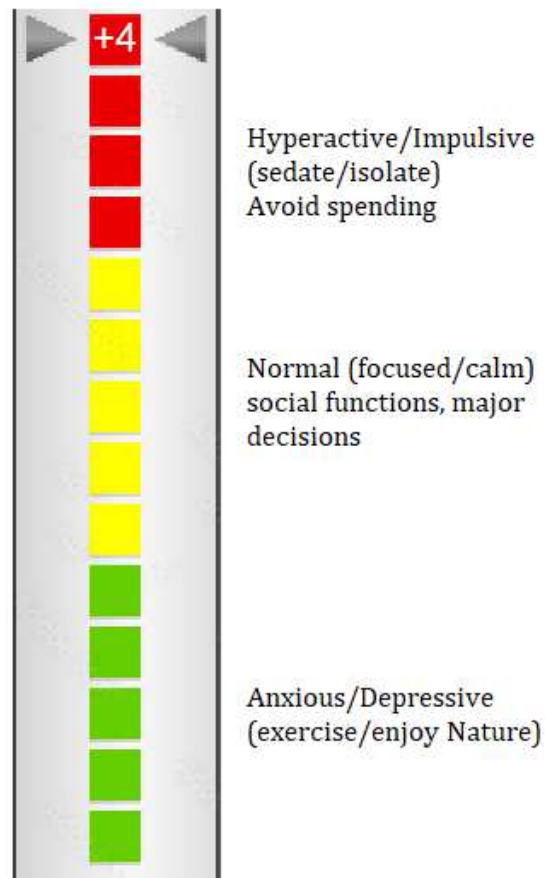 +4
Hyperactive/Impulsive
(sedate/isolate)
Avoid spending
Normal (focused/calm)
social functions, major
decisions
Anxious/Depressive
(exercise/enjoy Nature)